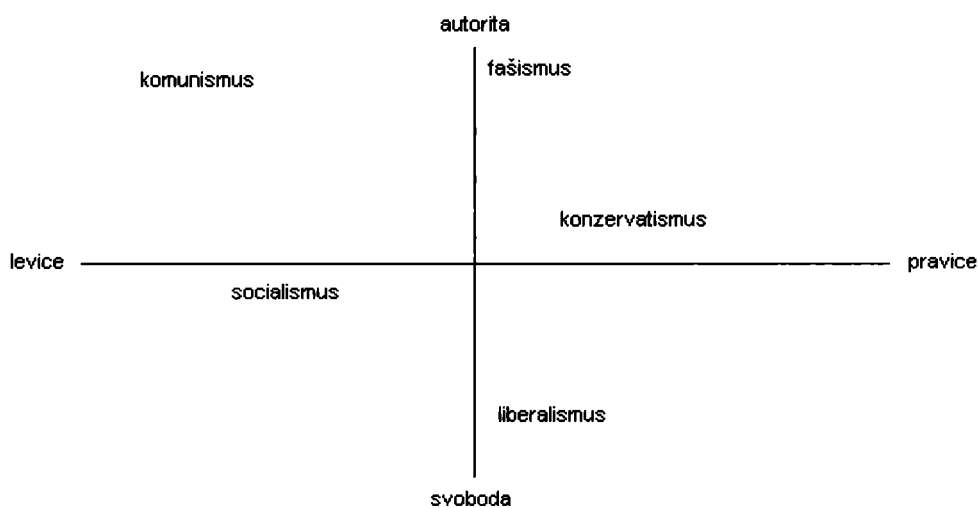 autorita
fašismus
komunismus
konzervatismus
levice
pravice
socialismus
liberalismus
svoboda